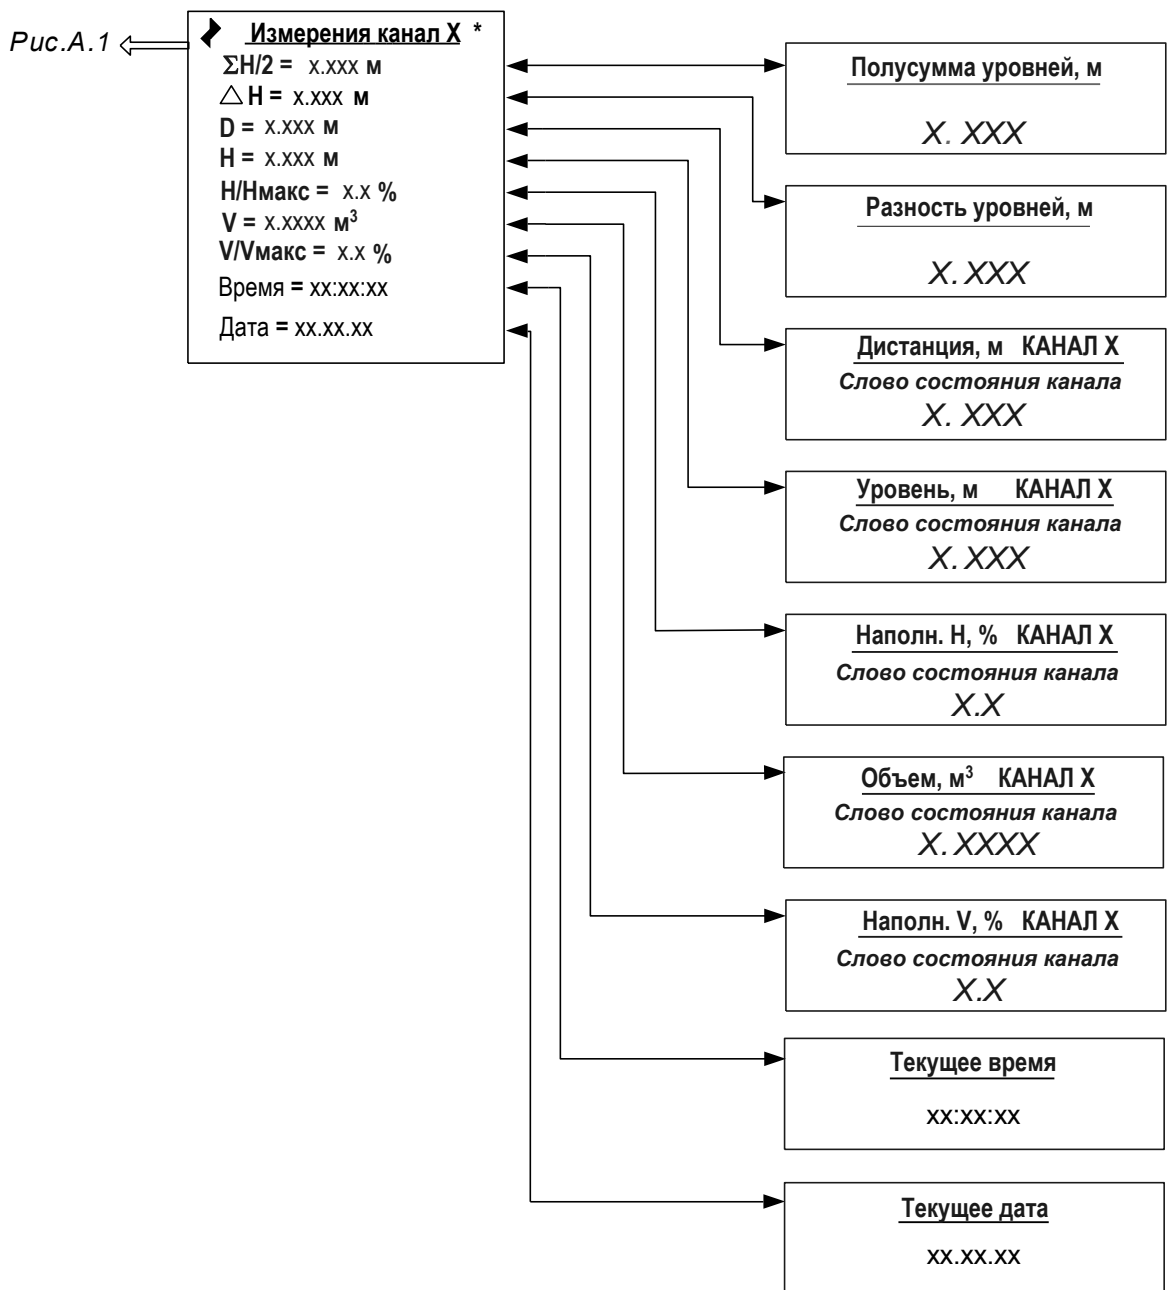 Рис.А.1
Измерения канал X *
ΣH/2 = x.xxx м
△ H = x.xxx м
D = x.xxx м
H = x.xxx м
H/Hмакс = x.x %
V = x.xxxx м³
V/Vмакс = x.x %
Время = xx:xx:xx
Дата = xx.xx.xx
Полусумма уровней, м
X. XXX
Разность уровней, м
X. XXX
Дистанция, м КАНАЛ X
Слово состояния канала
X. XXX
Уровень, м КАНАЛ X
Слово состояния канала
X. XXX
Наполн. H, % КАНАЛ X
Слово состояния канала
X.X
Объем, м³ КАНАЛ X
Слово состояния канала
X. XXXX
Наполн. V, % КАНАЛ X
Слово состояния канала
X.X
Текущее время
xx:xx:xx
Текущее дата
xx.xx.xx